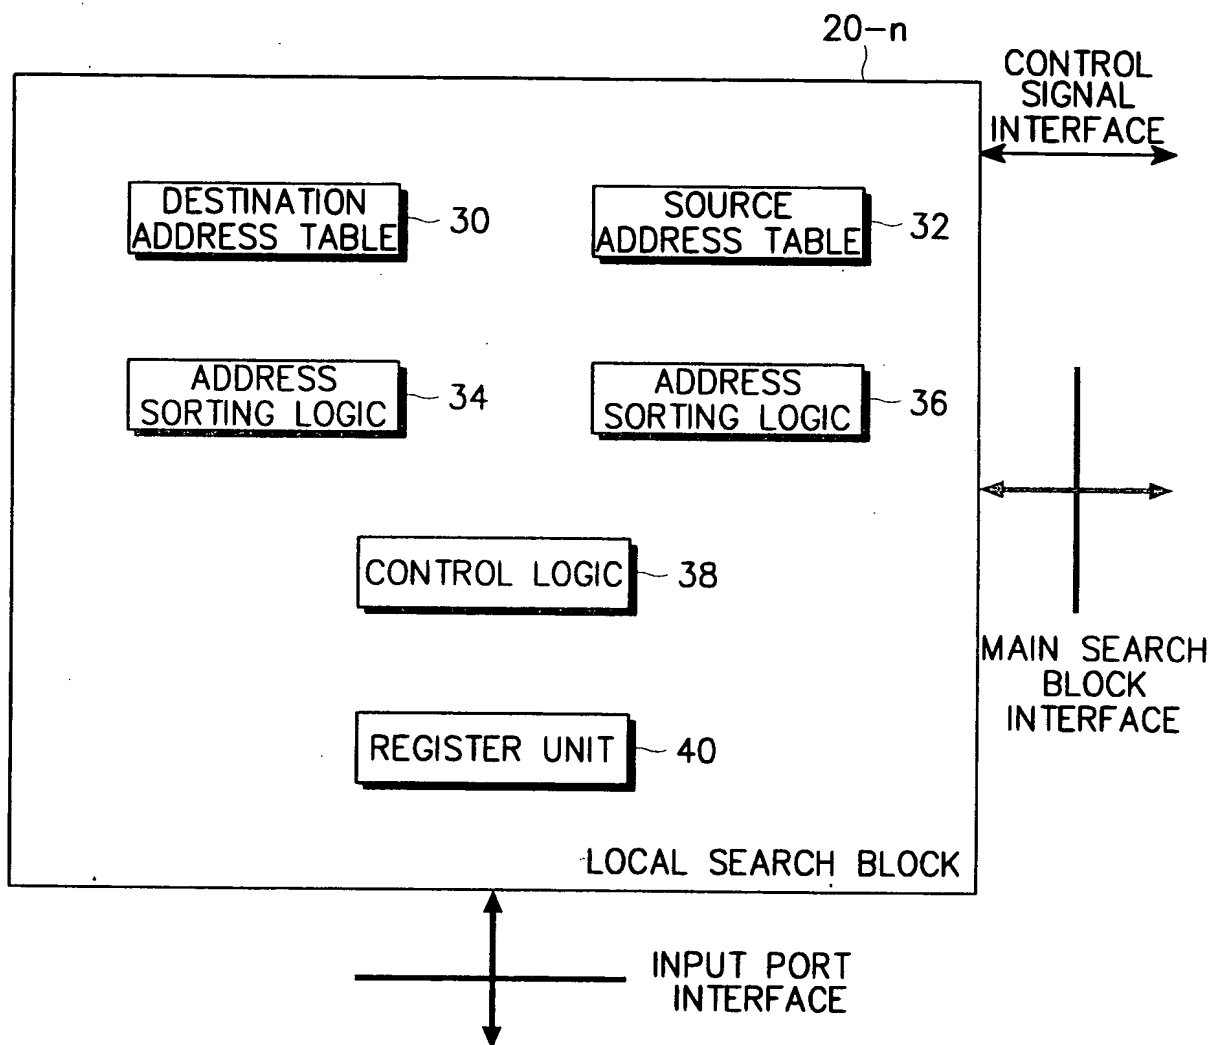 20-n
CONTROL
SIGNAL
INTERFACE
DESTINATION
ADDRESS TABLE
30
SOURCE
ADDRESS TABLE
32
ADDRESS
SORTING LOGIC
34
ADDRESS
SORTING LOGIC
36
CONTROL LOGIC
38
MAIN SEARCH
BLOCK
INTERFACE
REGISTER UNIT
40
LOCAL SEARCH BLOCK
INPUT PORT
INTERFACE